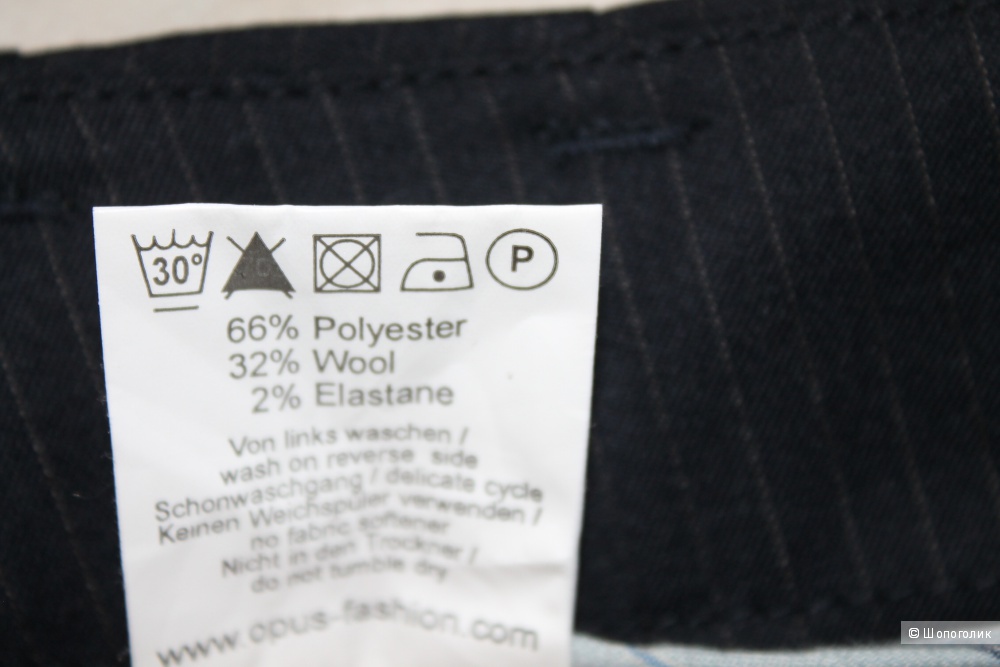 30°
P
66% Polyester
32% Wool
2% Elastane
Von links waschen /
wash on reverse side
Schonwaschgang / delicate cycle
Keinen Weichspüler verwenden /
no fabric softener
Nicht in den Trockner /
do not tumble dry
www.opus-fashion.com
© Шопоголик